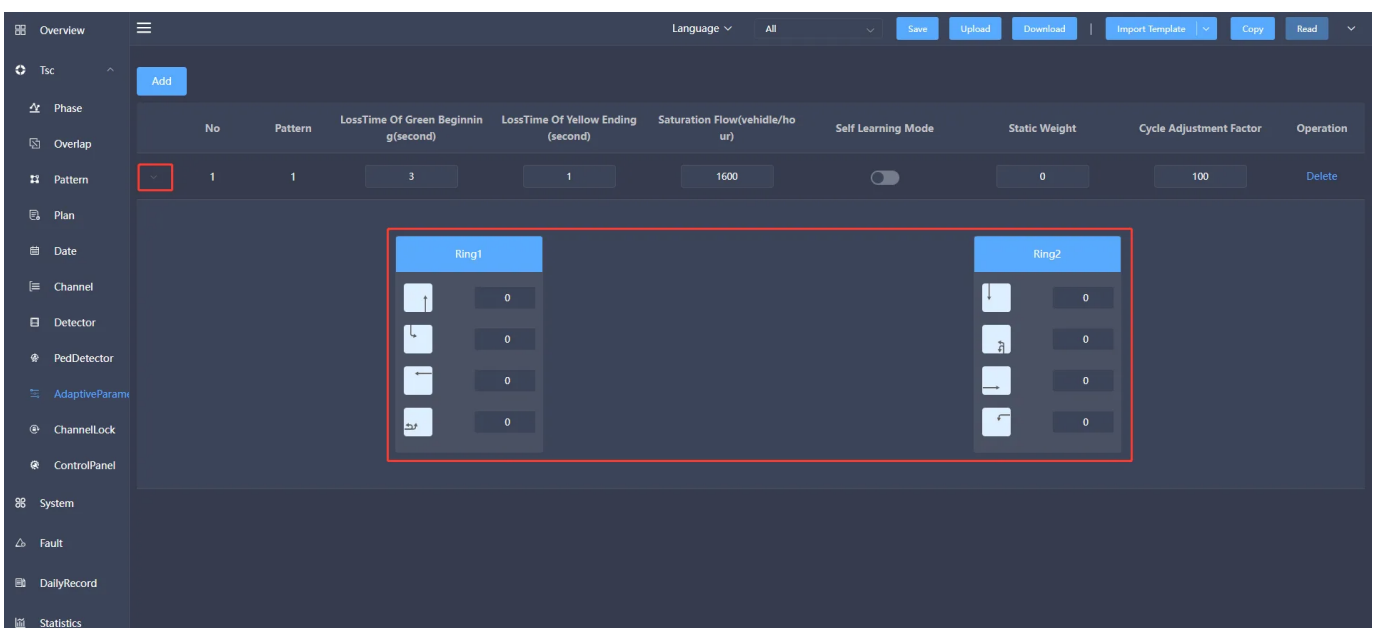 Overview
Language
All
Save
Upload
Download
|
Import Template
Copy
Read
Tsc
Add
Phase
Overlap
Pattern
Plan
Date
Channel
Detector
PedDetector
AdaptiveParame
ChannelLock
ControlPanel
System
Fault
DailyRecord
Statistics
No
Pattern
LossTime Of Green Beginnin
g(second)
LossTime Of Yellow Ending
(second)
Saturation Flow(vehidle/ho
ur)
Self Learning Mode
Static Weight
Cycle Adjustment Factor
Operation
1
1
3
1
1600
0
100
Delete
Ring1
0
0
0
0
Ring2
0
0
0
0